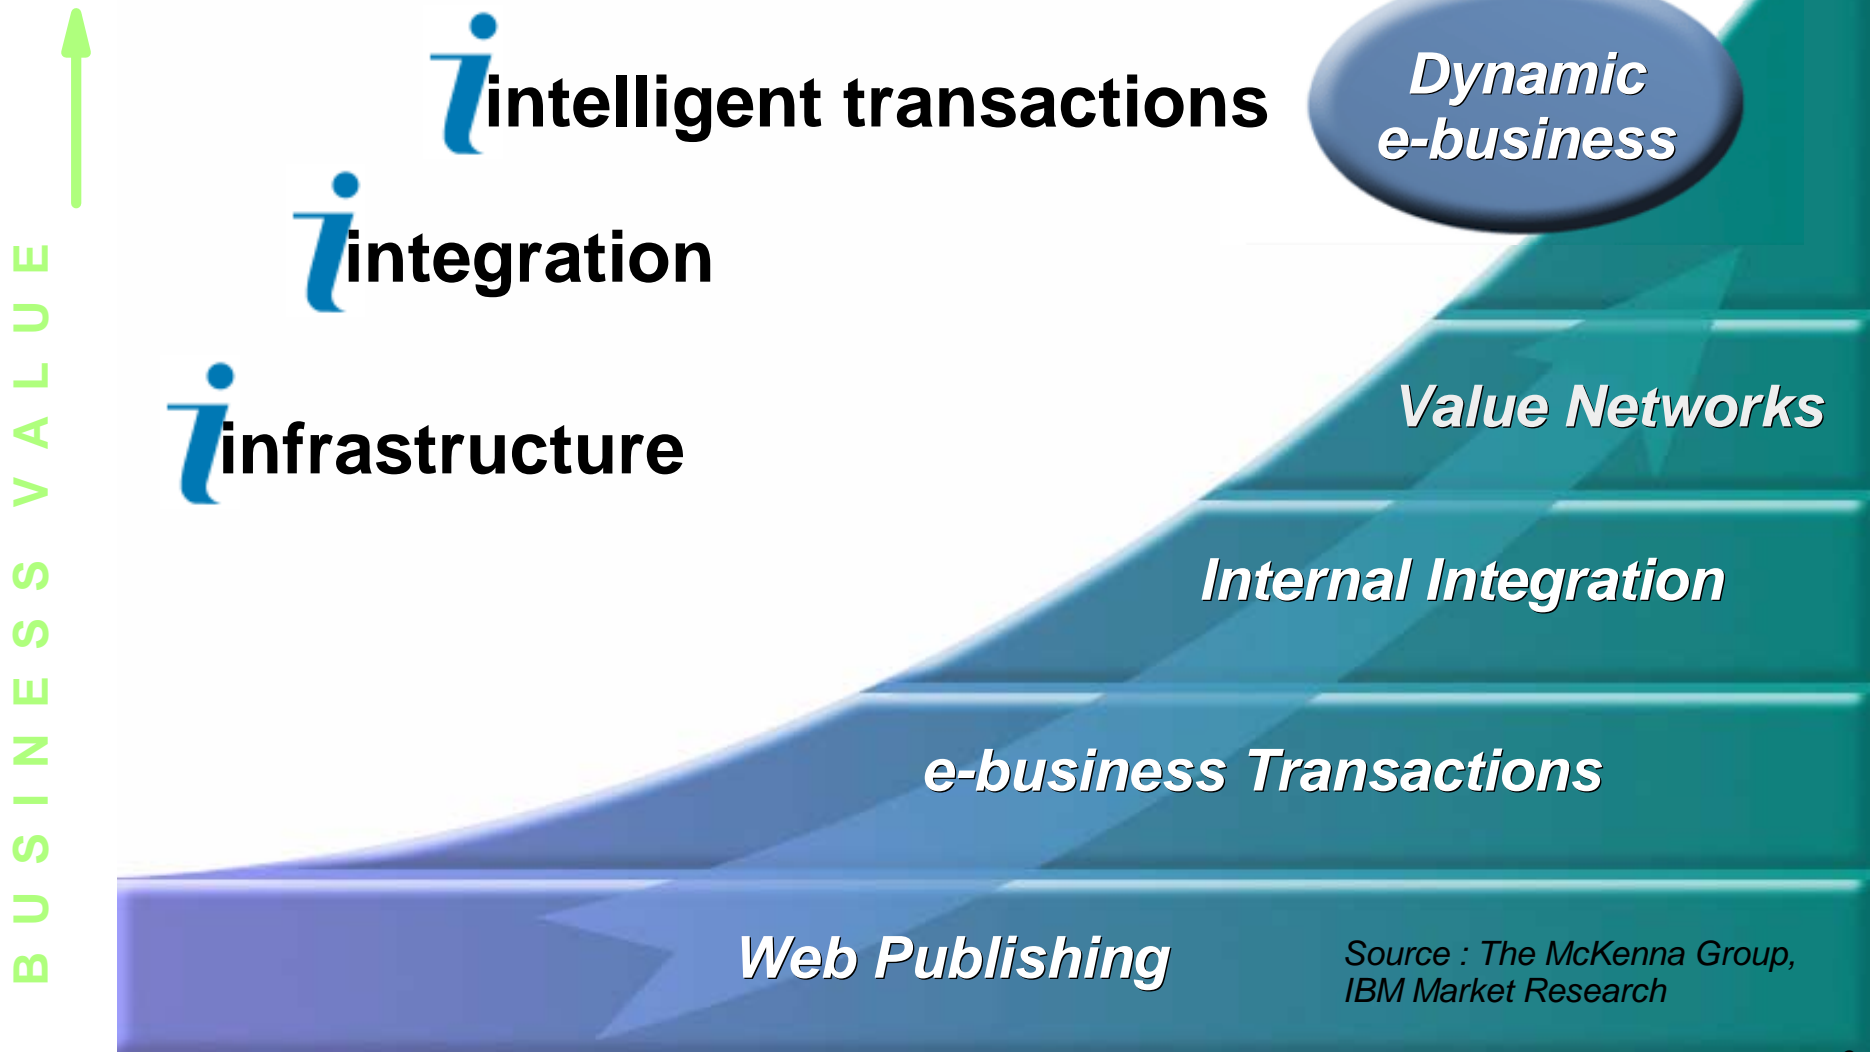 BUSINESS VALUE
i intelligent transactions
i integration
i infrastructure
Dynamic
e-business
Value Networks
Internal Integration
e-business Transactions
Web Publishing
Source : The McKenna Group,
IBM Market Research